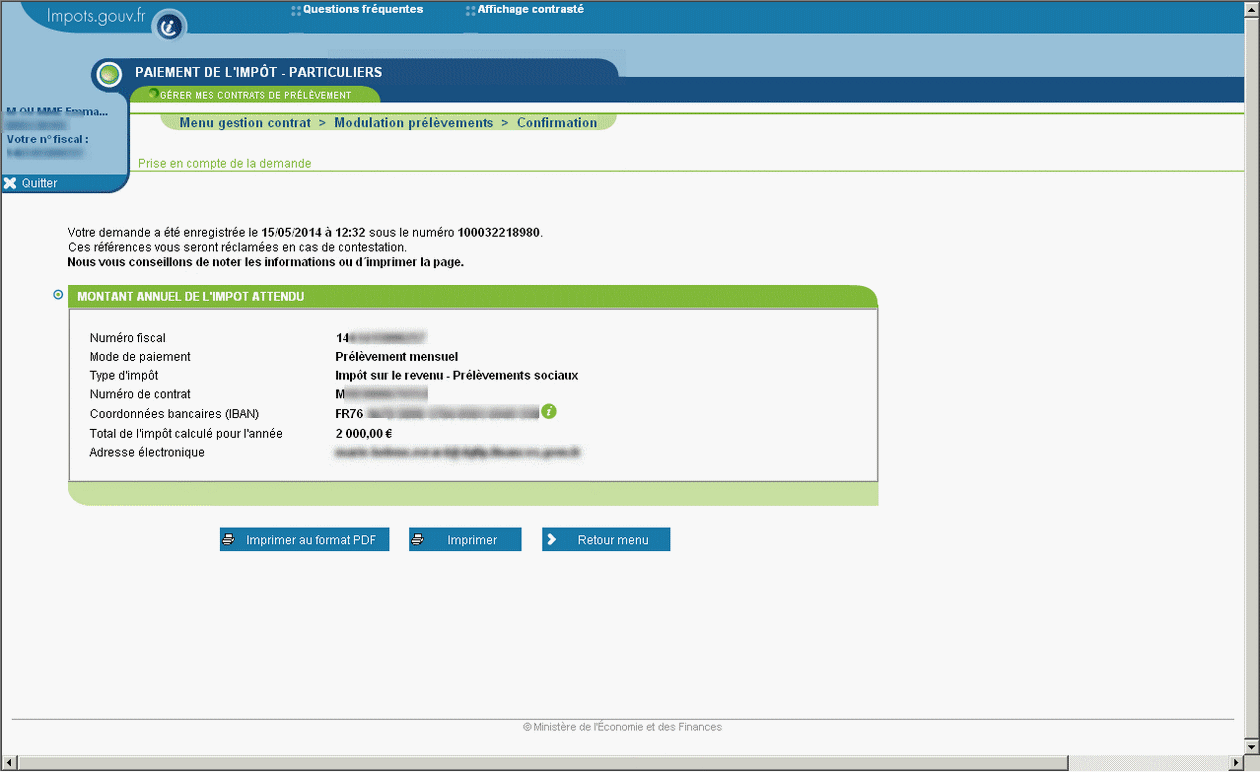 Impots.gouv.fr
Questions fréquentes
Affichage contrasté
PAIEMENT DE L'IMPÔT - PARTICULIERS
GÉRER MES CONTRATS DE PRÉLÈVEMENT
Menu gestion contrat > Modulation prélèvements > Confirmation
M OU MME Emma...
Votre n° fiscal :
Quitter
Prise en compte de la demande
Votre demande a été enregistrée le 15/05/2014 à 12:32 sous le numéro 100032218980.
Ces références vous seront réclamées en cas de contestation.
Nous vous conseillons de noter les informations ou d´imprimer la page.
MONTANT ANNUEL DE L'IMPOT ATTENDU
Numéro fiscal 14
Mode de paiement Prélèvement mensuel
Type d'impôt Impôt sur le revenu - Prélèvements sociaux
Numéro de contrat M
Coordonnées bancaires (IBAN) FR76
Total de l'impôt calculé pour l'année 2 000,00 €
Adresse électronique
Imprimer au format PDF
Imprimer
Retour menu
© Ministère de l'Économie et des Finances